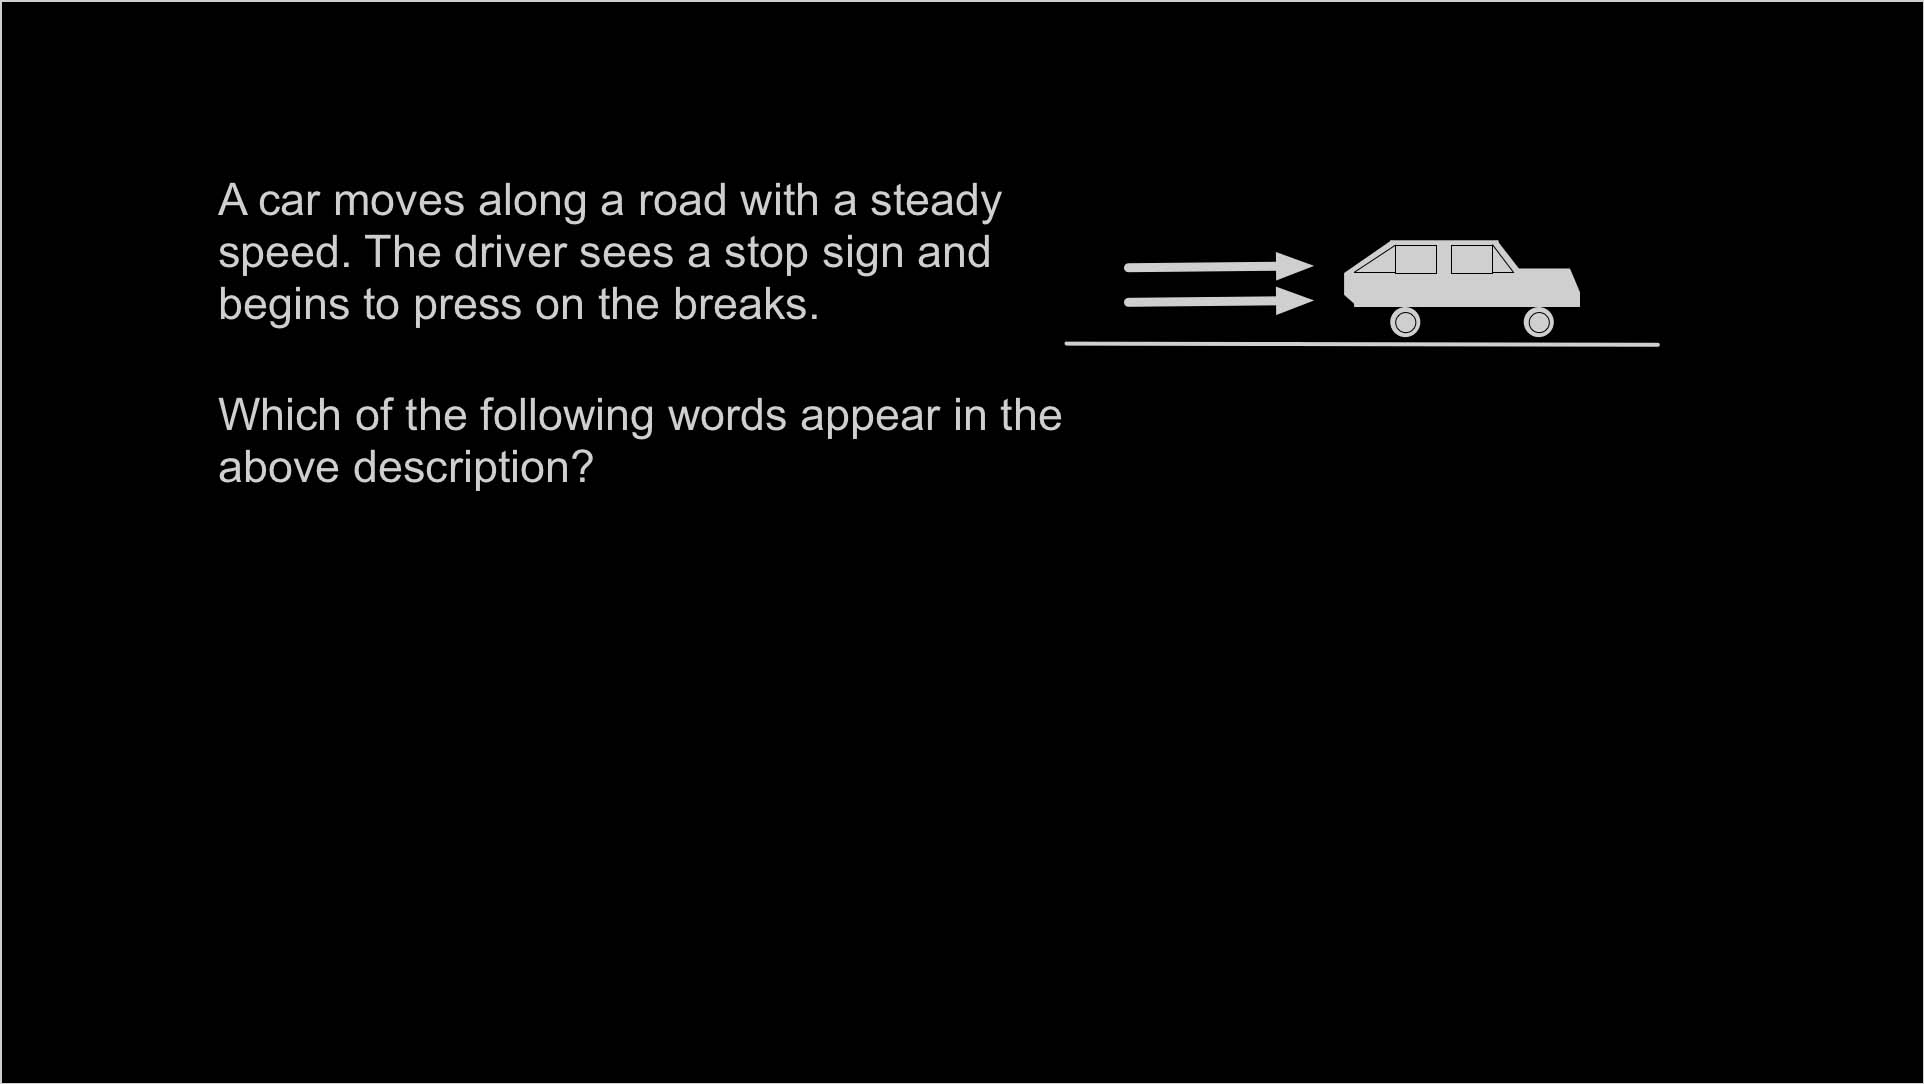 A car moves along a road with a steady
speed. The driver sees a stop sign and
begins to press on the breaks.
Which of the following words appear in the
above description?